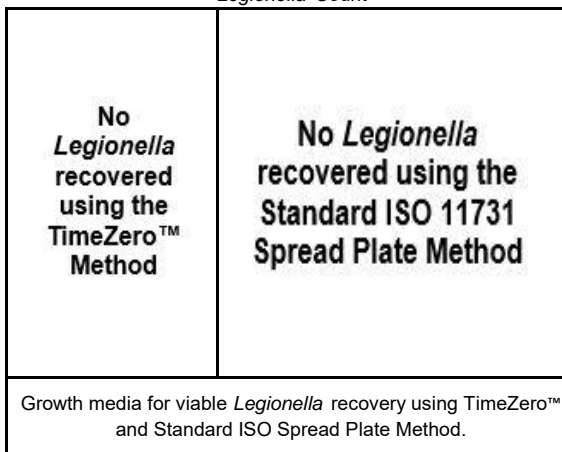 Legionella Count
No
Legionella
recovered
using the
TimeZero™
Method
No Legionella
recovered using the
Standard ISO 11731
Spread Plate Method
Growth media for viable Legionella recovery using TimeZero™
and Standard ISO Spread Plate Method.